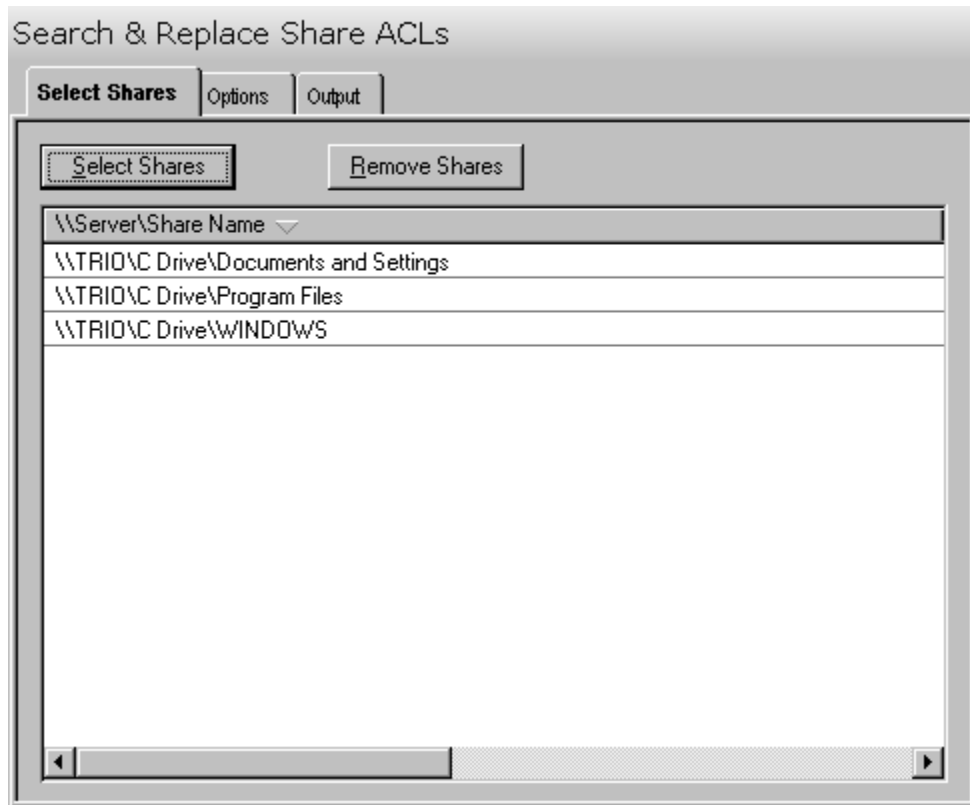 Search & Replace Share ACLs
Select Shares Options Output
Select Shares Remove Shares
\\Server\Share Name
\\TRIO\C Drive\Documents and Settings
\\TRIO\C Drive\Program Files
\\TRIO\C Drive\WINDOWS